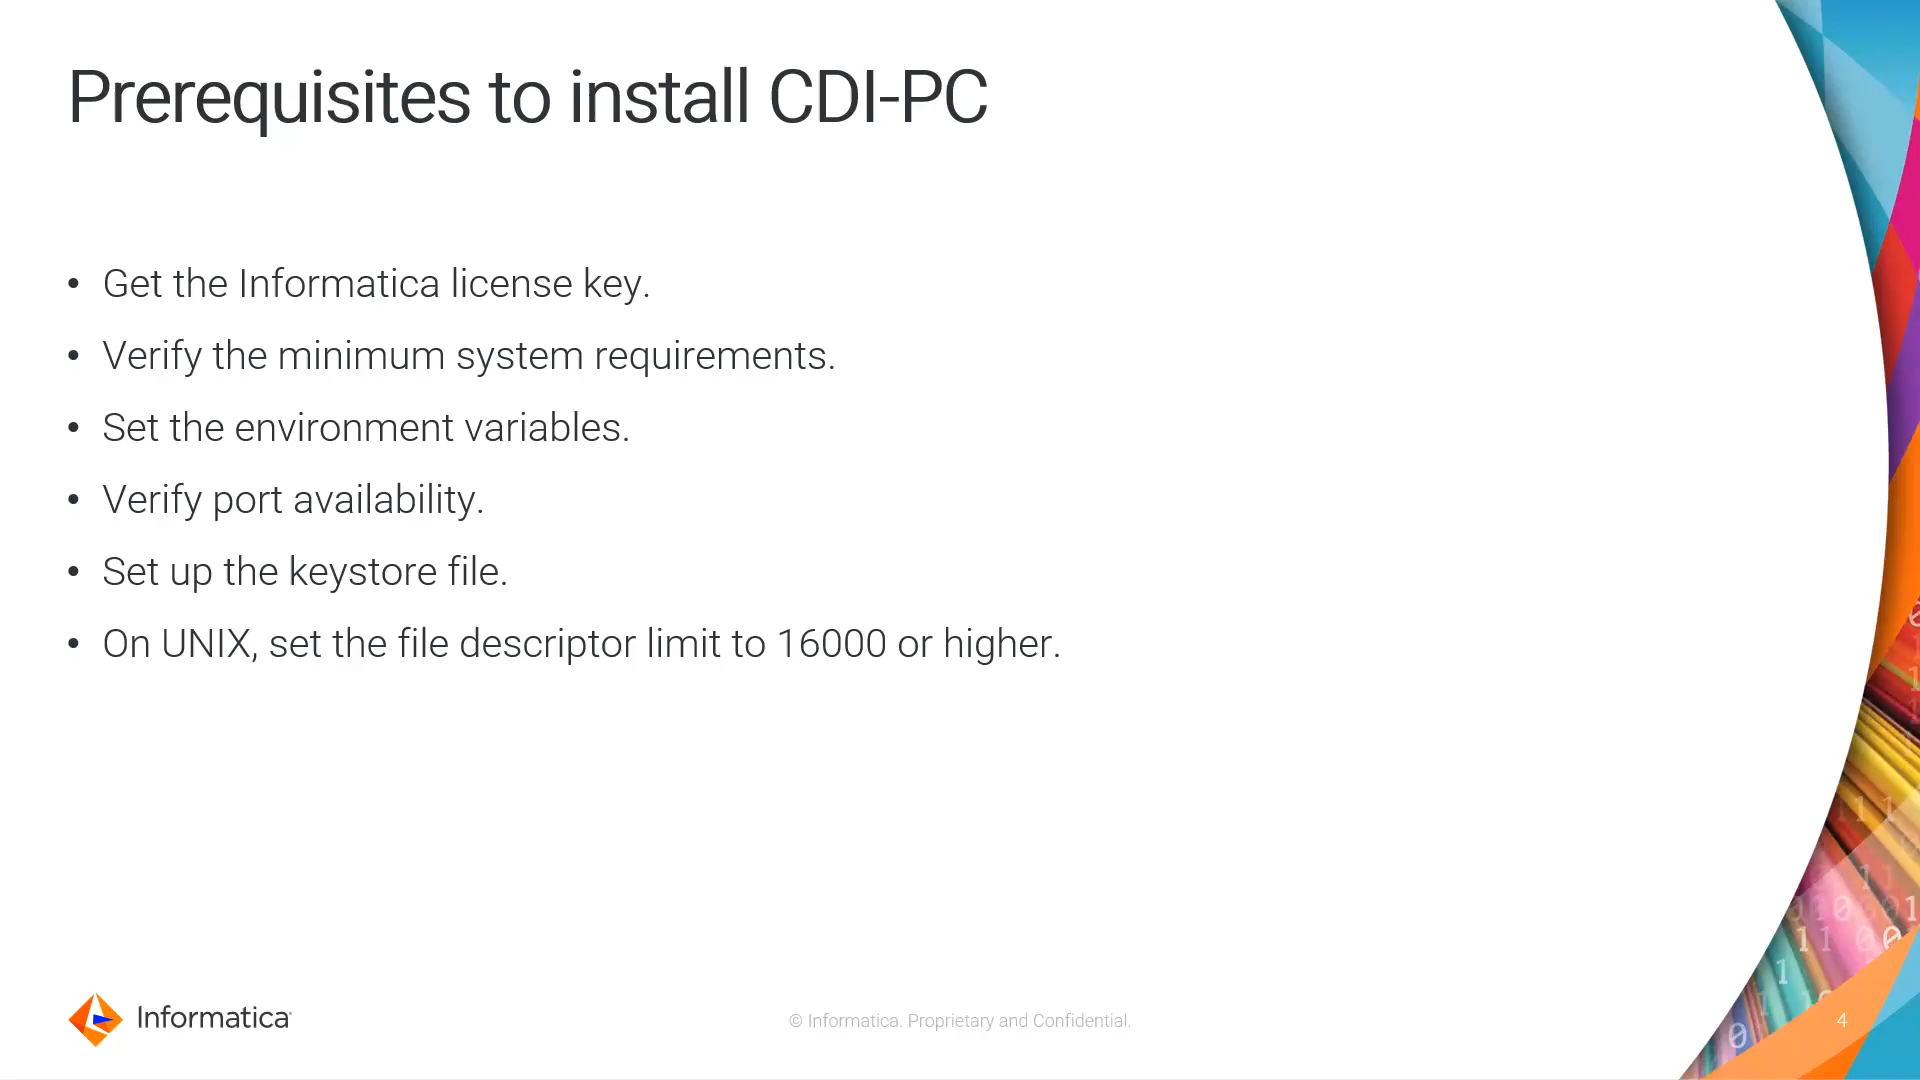 Prerequisites to install CDI-PC
• Get the Informatica license key.
• Verify the minimum system requirements.
• Set the environment variables.
• Verify port availability.
• Set up the keystore file.
• On UNIX, set the file descriptor limit to 16000 or higher.
Informatica
© Informatica. Proprietary and Confidential.
4